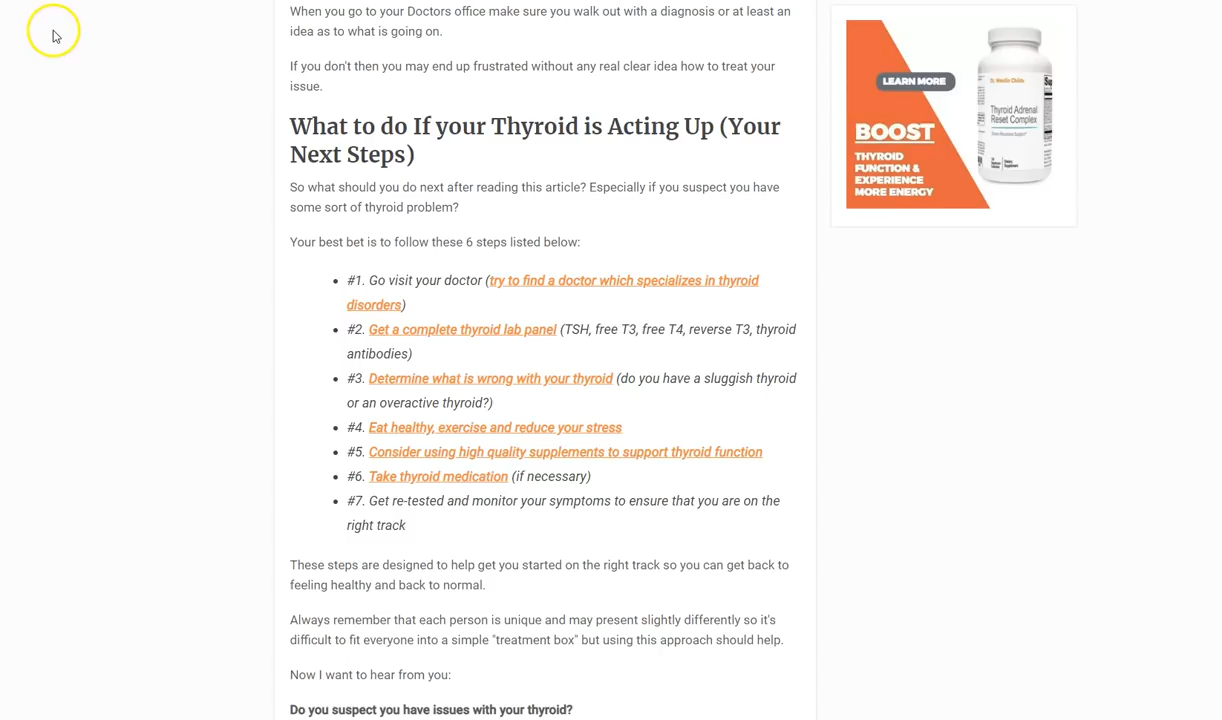 When you go to your Doctors office make sure you walk out with a diagnosis or at least an
idea as to what is going on.
If you don't then you may end up frustrated without any real clear idea how to treat your
issue.
What to do If your Thyroid is Acting Up (Your
Next Steps)
So what should you do next after reading this article? Especially if you suspect you have
some sort of thyroid problem?
Your best bet is to follow these 6 steps listed below:
• #1. Go visit your doctor (try to find a doctor which specializes in thyroid
disorders)
• #2. Get a complete thyroid lab panel (TSH, free T3, free T4, reverse T3, thyroid
antibodies)
• #3. Determine what is wrong with your thyroid (do you have a sluggish thyroid
or an overactive thyroid?)
• #4. Eat healthy, exercise and reduce your stress
• #5. Consider using high quality supplements to support thyroid function
• #6. Take thyroid medication (if necessary)
• #7. Get re-tested and monitor your symptoms to ensure that you are on the
right track
These steps are designed to help get you started on the right track so you can get back to
feeling healthy and back to normal.
Always remember that each person is unique and may present slightly differently so it's
difficult to fit everyone into a simple "treatment box" but using this approach should help.
Now I want to hear from you:
Do you suspect you have issues with your thyroid?
LEARN MORE
BOOST
THYROID
FUNCTION &
EXPERIENCE
MORE ENERGY
Dr. Westin Childs
Thyroid Adrenal
Reset Complex